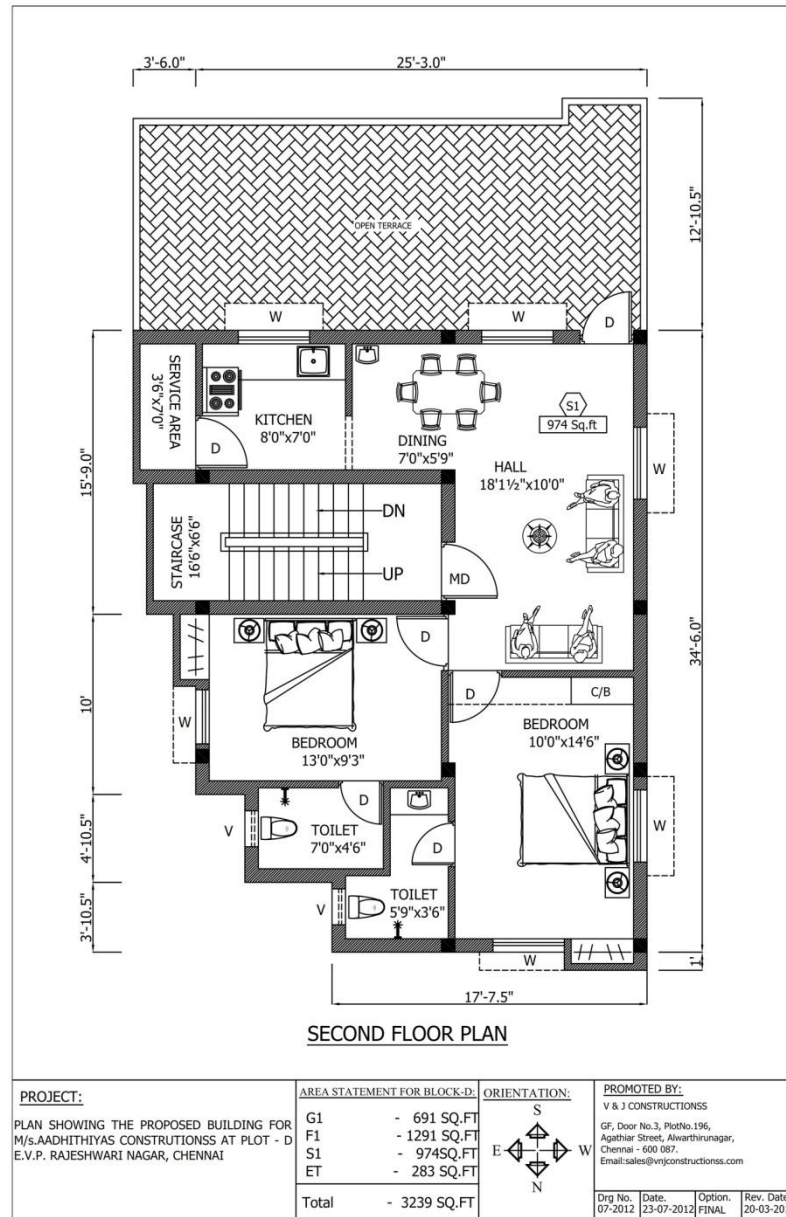 3'-6.0"
25'-3.0"
OPEN TERRACE
12'-10.5"
W
W
D
SERVICE AREA
3'6"x7'0"
KITCHEN
8'0"x7'0"
D
DINING
7'0"x5'9"
S1
974 Sq.ft
HALL
18'1½"x10'0"
W
15'-9.0"
STAIRCASE
16'6"x6'6"
DN
UP
MD
34'-6.0"
10'
W
D
BEDROOM
13'0"x9'3"
D
C/B
BEDROOM
10'0"x14'6"
W
4'-10.5"
V
TOILET
7'0"x4'6"
D
D
3'-10.5"
V
TOILET
5'9"x3'6"
W
1'
17'-7.5"
SECOND FLOOR PLAN
PROJECT:
PLAN SHOWING THE PROPOSED BUILDING FOR
M/s.AADHITHIYAS CONSTRUTIONSS AT PLOT - D
E.V.P. RAJESHWARI NAGAR, CHENNAI
AREA STATEMENT FOR BLOCK-D:
G1 - 691 SQ.FT
F1 - 1291 SQ.FT
S1 - 974SQ.FT
ET - 283 SQ.FT
Total - 3239 SQ.FT
ORIENTATION:
S
E W
N
PROMOTED BY:
V & J CONSTRUCTIONSS
GF, Door No.3, PlotNo.196,
Agathiar Street, Alwarthirunagar,
Chennai - 600 087.
Email:sales@vnjconstructionss.com
Drg No. Date. Option. Rev. Date
07-2012 23-07-2012 FINAL 20-03-201